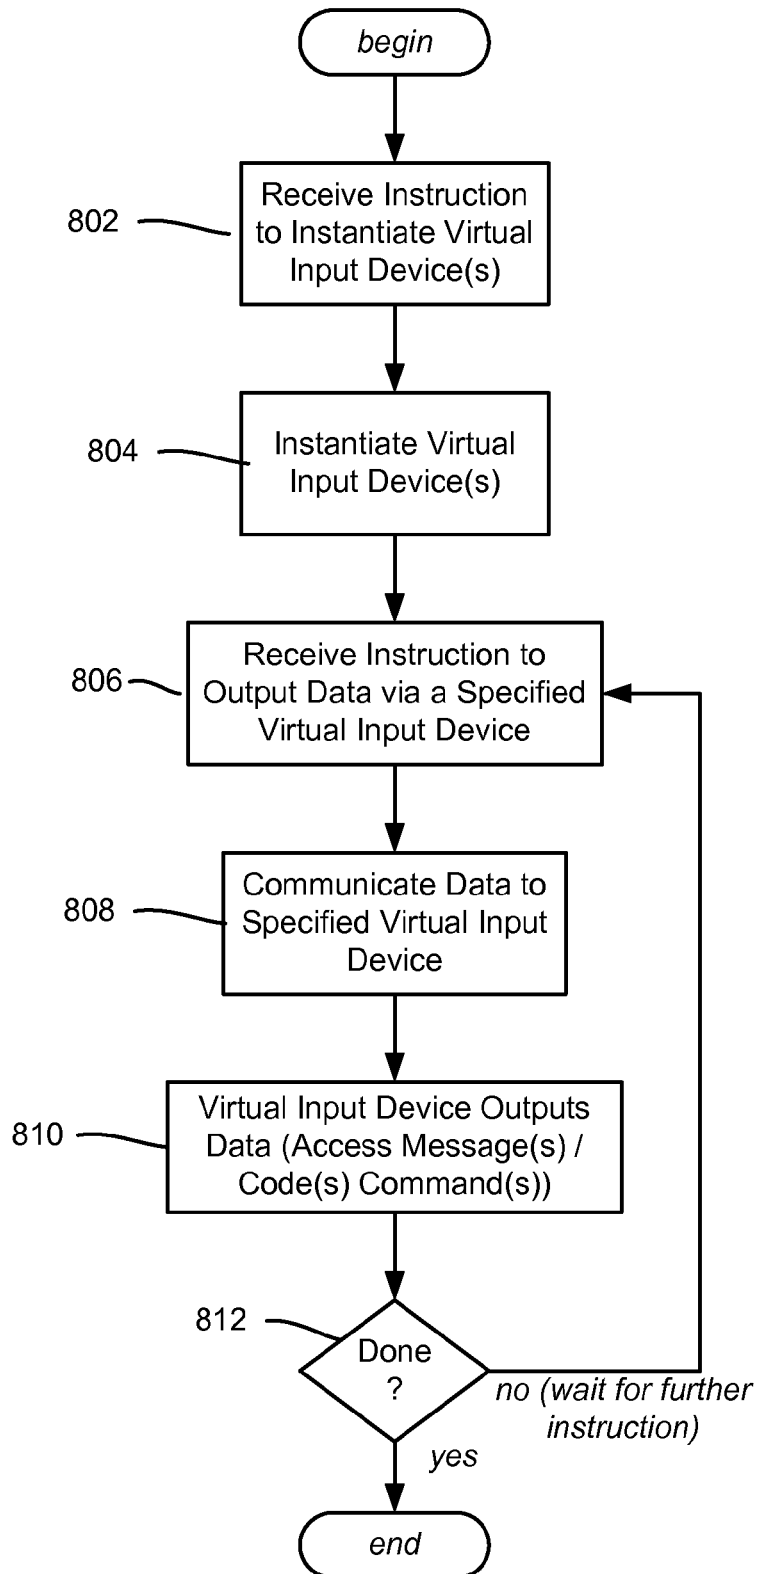 begin
802
Receive Instruction
to Instantiate Virtual
Input Device(s)
804
Instantiate Virtual
Input Device(s)
806
Receive Instruction to
Output Data via a Specified
Virtual Input Device
808
Communicate Data to
Specified Virtual Input
Device
810
Virtual Input Device Outputs
Data (Access Message(s) /
Code(s) Command(s))
812
Done
?
no (wait for further
instruction)
yes
end